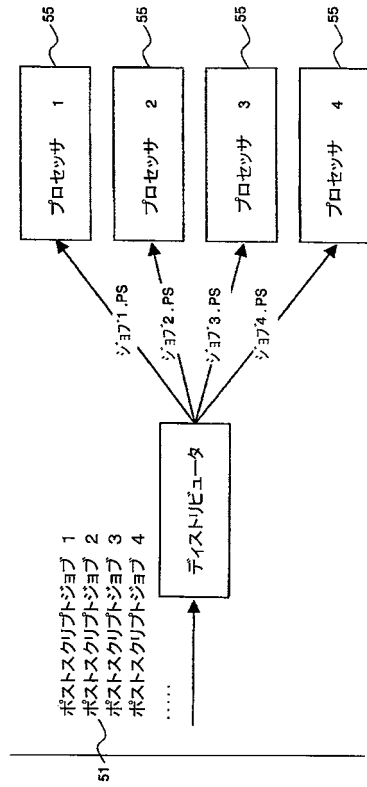 ポストスクリプトジョブ 1
ポストスクリプトジョブ 2
ポストスクリプトジョブ 3
ポストスクリプトジョブ 4
.....
51
ディストリビュータ
ジョブ1.PS
ジョブ2.PS
ジョブ3.PS
ジョブ4.PS
プロセッサ 1
55
プロセッサ 2
55
プロセッサ 3
55
プロセッサ 4
55